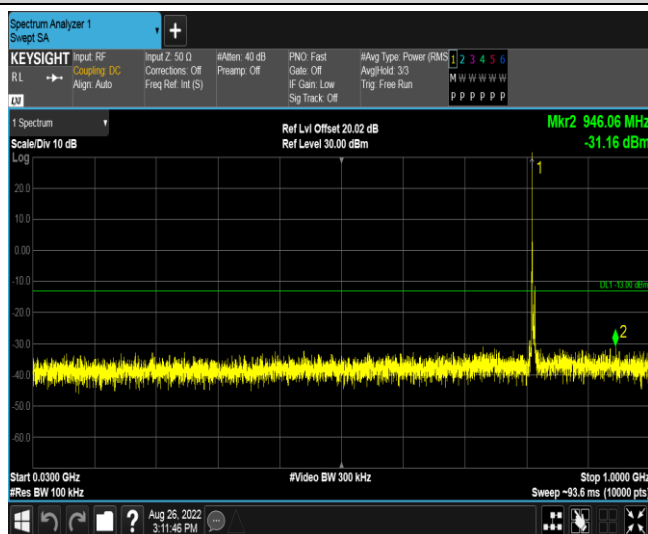 Spectrum Analyzer 1
Swept SA
+
KEYSIGHT
RL
LXI
Input: RF
Coupling: DC
Align: Auto
Input Z: 50 Ω
Corrections: Off
Freq Ref: Int (S)
#Atten: 40 dB
Preamp: Off
PNO: Fast
Gate: Off
IF Gain: Low
Sig Track: Off
#Avg Type: Power (RMS
Avg|Hold: 3/3
Trig: Free Run
1 2 3 4 5 6
M W W W W W
P P P P P P
1 Spectrum
Scale/Div 10 dB
Log
Ref Lvl Offset 20.02 dB
Ref Level 30.00 dBm
Mkr2 946.06 MHz
-31.16 dBm
1
20.0
10.0
0.00
-10.0
DL1 -13.00 dBm
-20.0
-30.0
2
-40.0
-50.0
-60.0
Start 0.0300 GHz
#Res BW 100 kHz
#Video BW 300 kHz
Stop 1.0000 GHz
Sweep ~93.6 ms (10000 pts)
?
Aug 26, 2022
3:11:46 PM